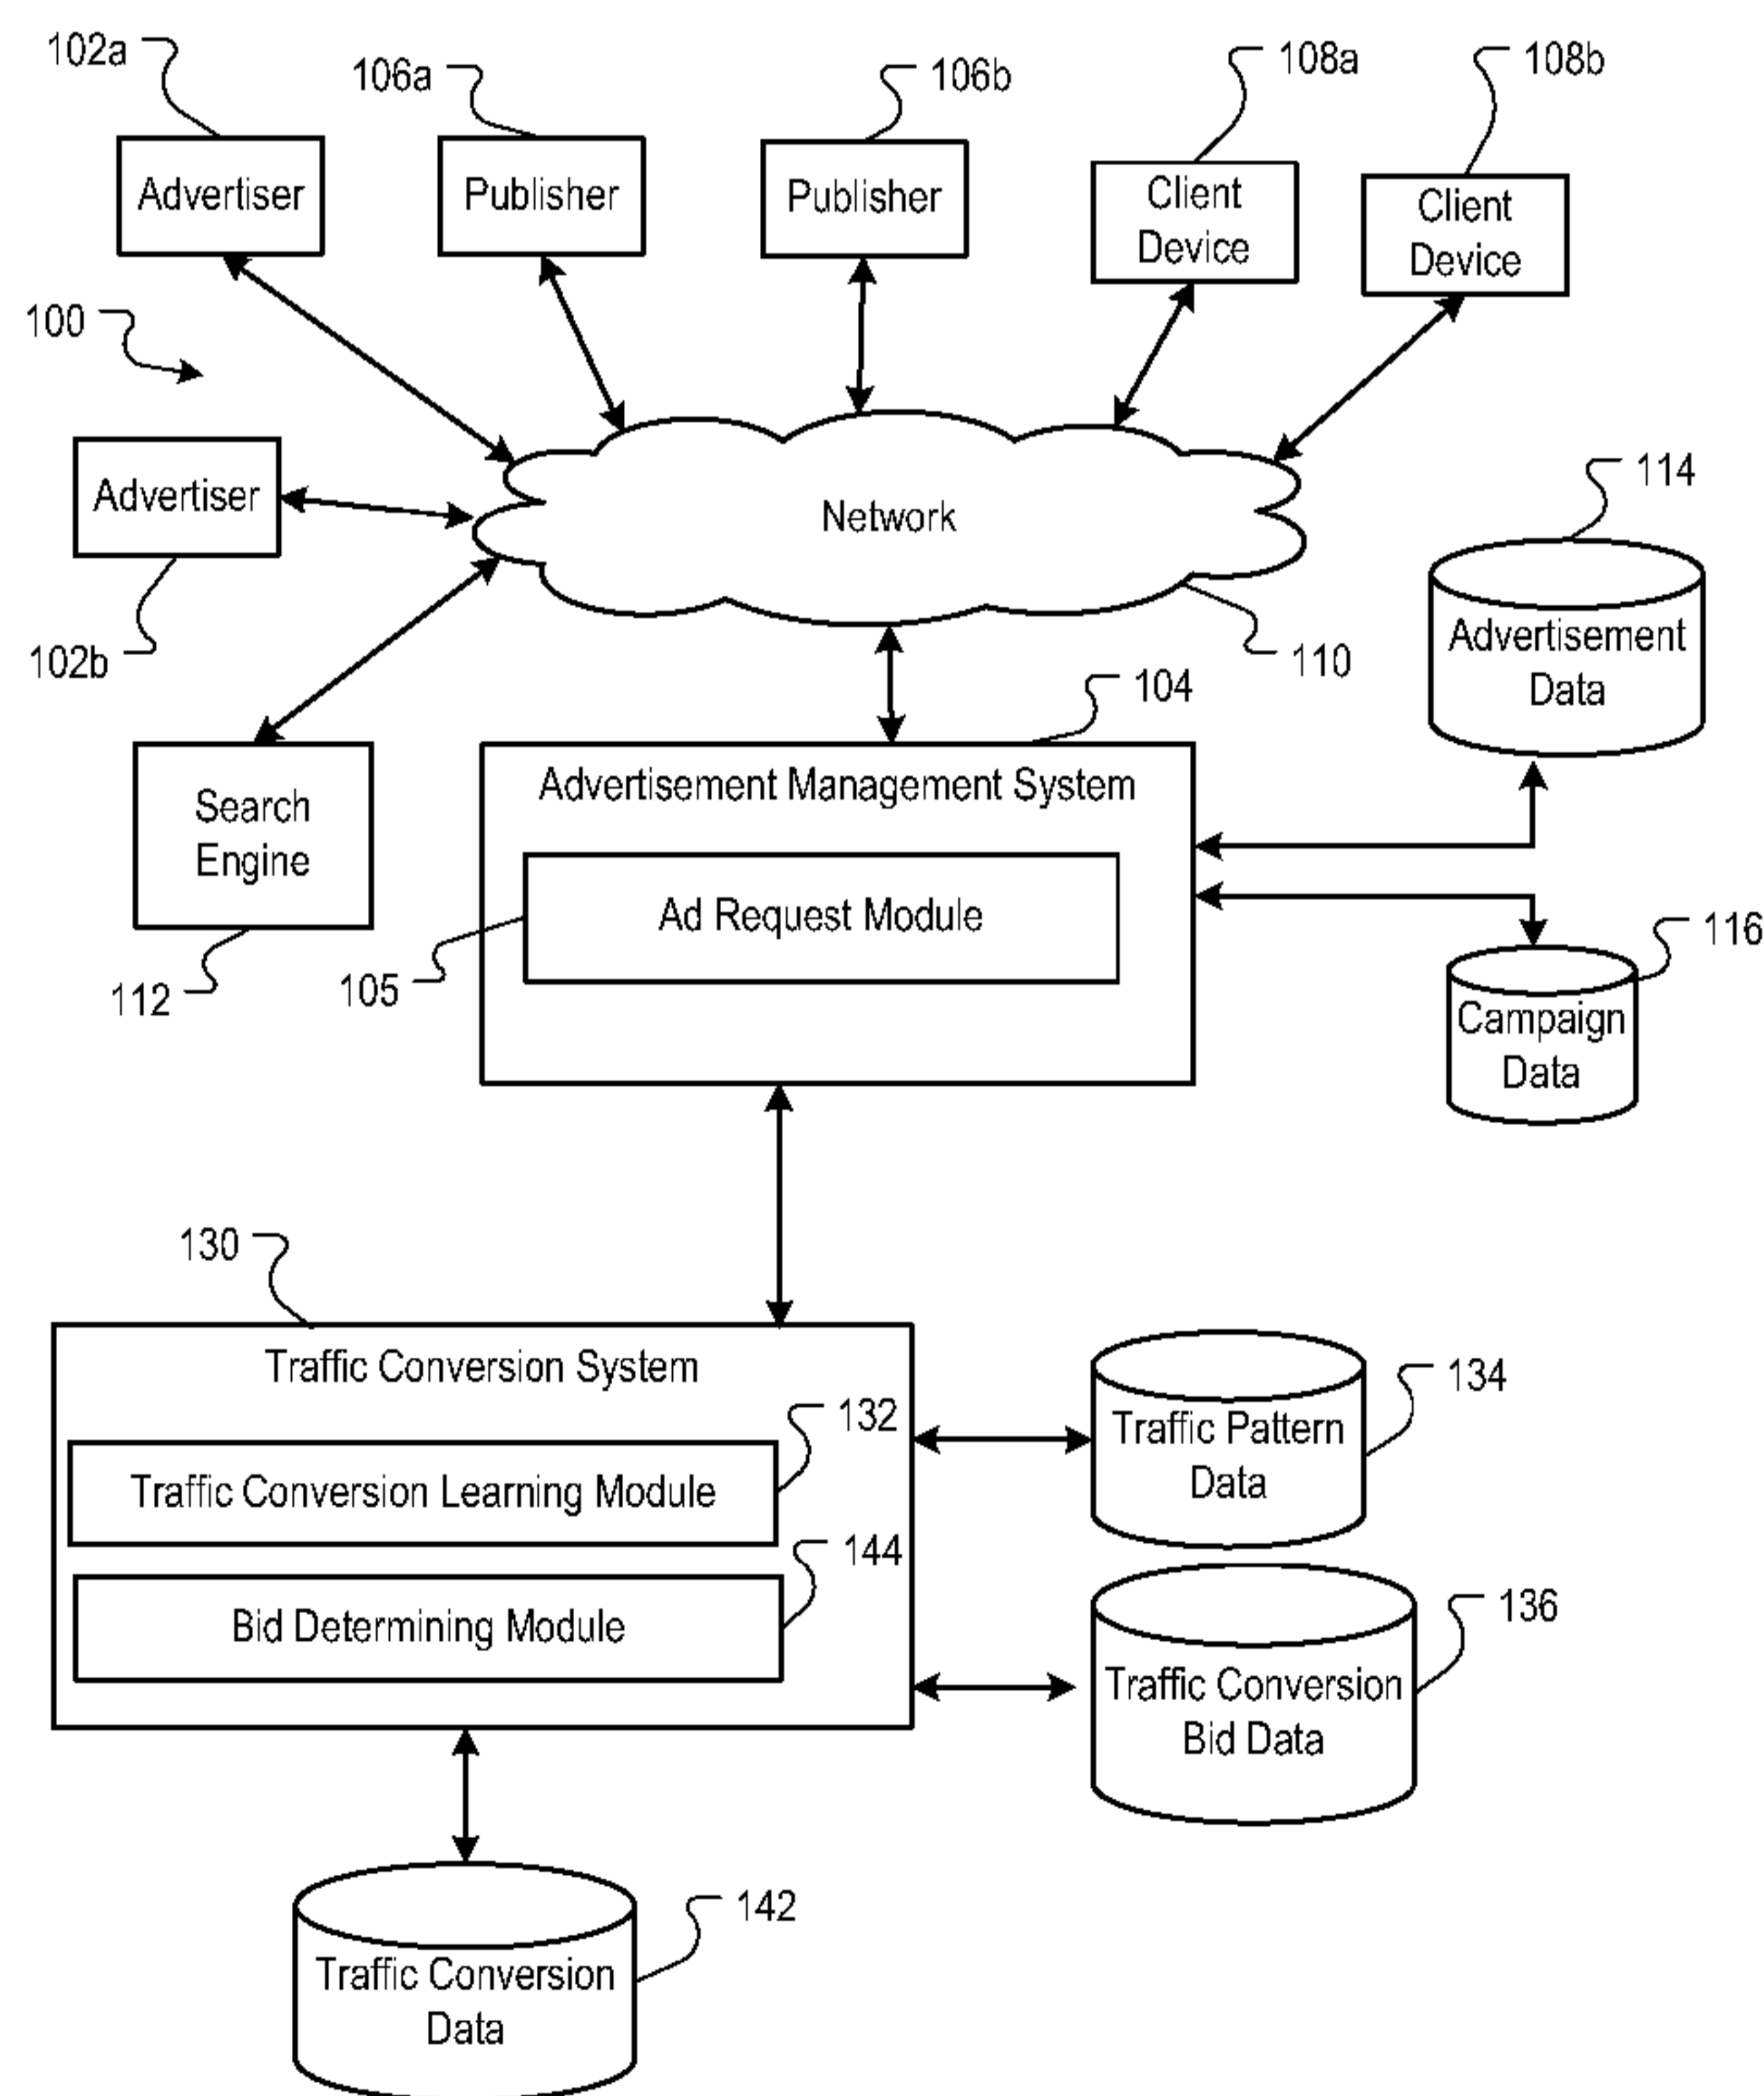 102a
106a
106b
108a
108b
Advertiser
Publisher
Publisher
Client
Device
Client
Device
100
Advertiser
Network
114
102b
110
Advertisement
Data
104
Advertisement Management System
Search
Engine
Ad Request Module
112
105
116
Campaign
Data
130
Traffic Conversion System
132
134
Traffic Pattern
Data
Traffic Conversion Learning Module
144
Bid Determining Module
136
Traffic Conversion
Bid Data
142
Traffic Conversion
Data